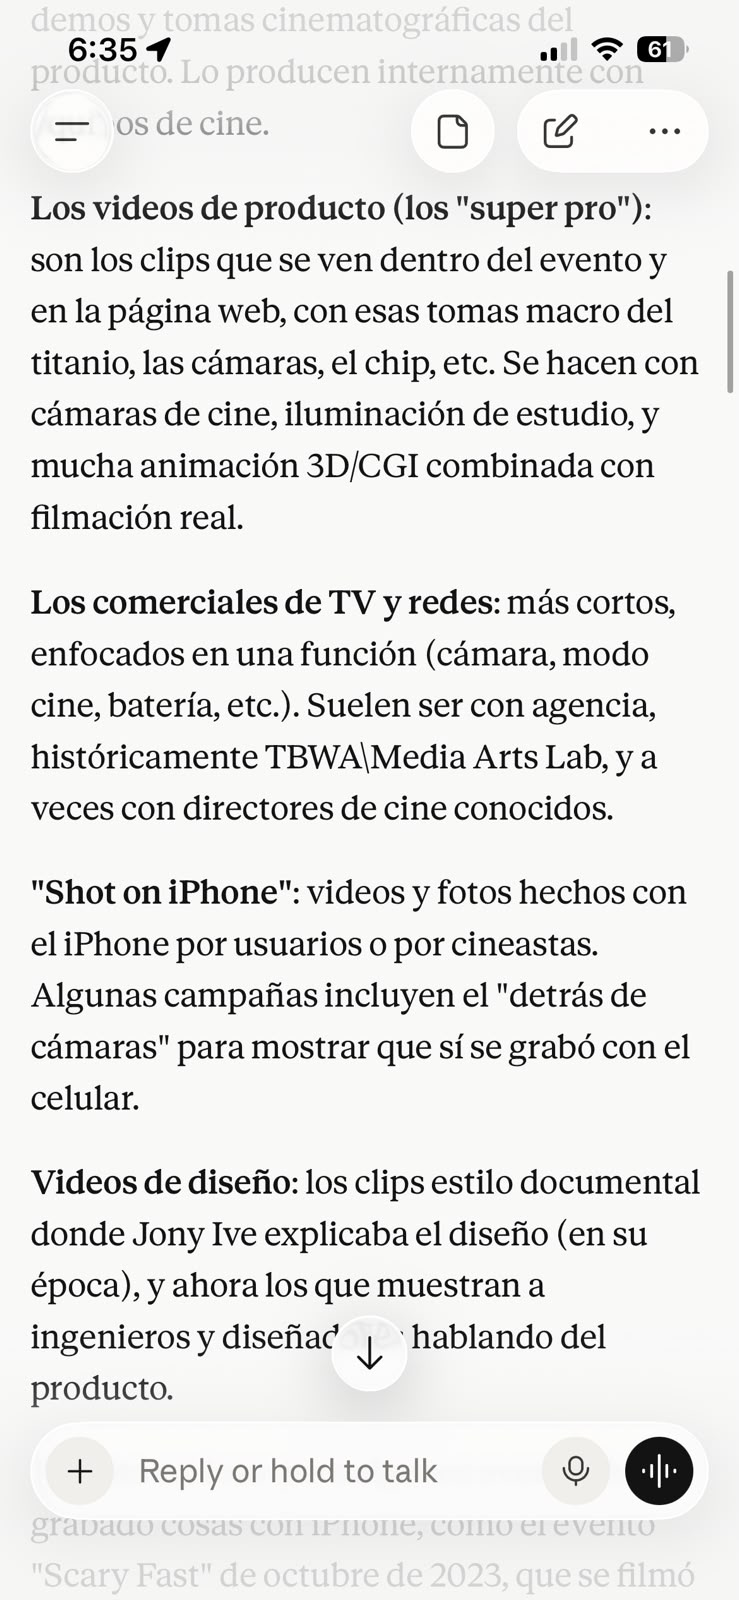 demos y tomas cinematográficas del
6:35
61
producto. Lo producen internamente con
os de cine.
Los videos de producto (los "super pro"):
son los clips que se ven dentro del evento y
en la página web, con esas tomas macro del
titanio, las cámaras, el chip, etc. Se hacen con
cámaras de cine, iluminación de estudio, y
mucha animación 3D/CGI combinada con
filmación real.
Los comerciales de TV y redes: más cortos,
enfocados en una función (cámara, modo
cine, batería, etc.). Suelen ser con agencia,
históricamente TBWA\Media Arts Lab, y a
veces con directores de cine conocidos.
"Shot on iPhone": videos y fotos hechos con
el iPhone por usuarios o por cineastas.
Algunas campañas incluyen el "detrás de
cámaras" para mostrar que sí se grabó con el
celular.
Videos de diseño: los clips estilo documental
donde Jony Ive explicaba el diseño (en su
época), y ahora los que muestran a
ingenieros y diseñadores hablando del
producto.
Reply or hold to talk
grabado cosas con iPhone, como el evento
"Scary Fast" de octubre de 2023, que se filmó